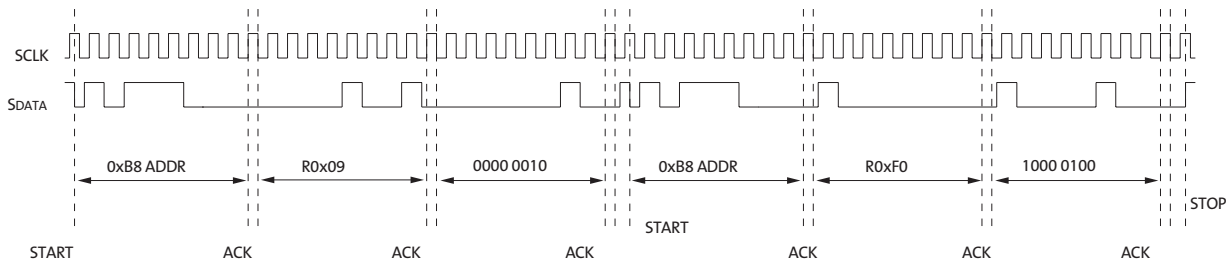 SCLK
SDATA
0xB8 ADDR
R0x09
0000 0010
0xB8 ADDR
R0xF0
1000 0100
STOP
START
START
ACK
ACK
ACK
ACK
ACK
ACK